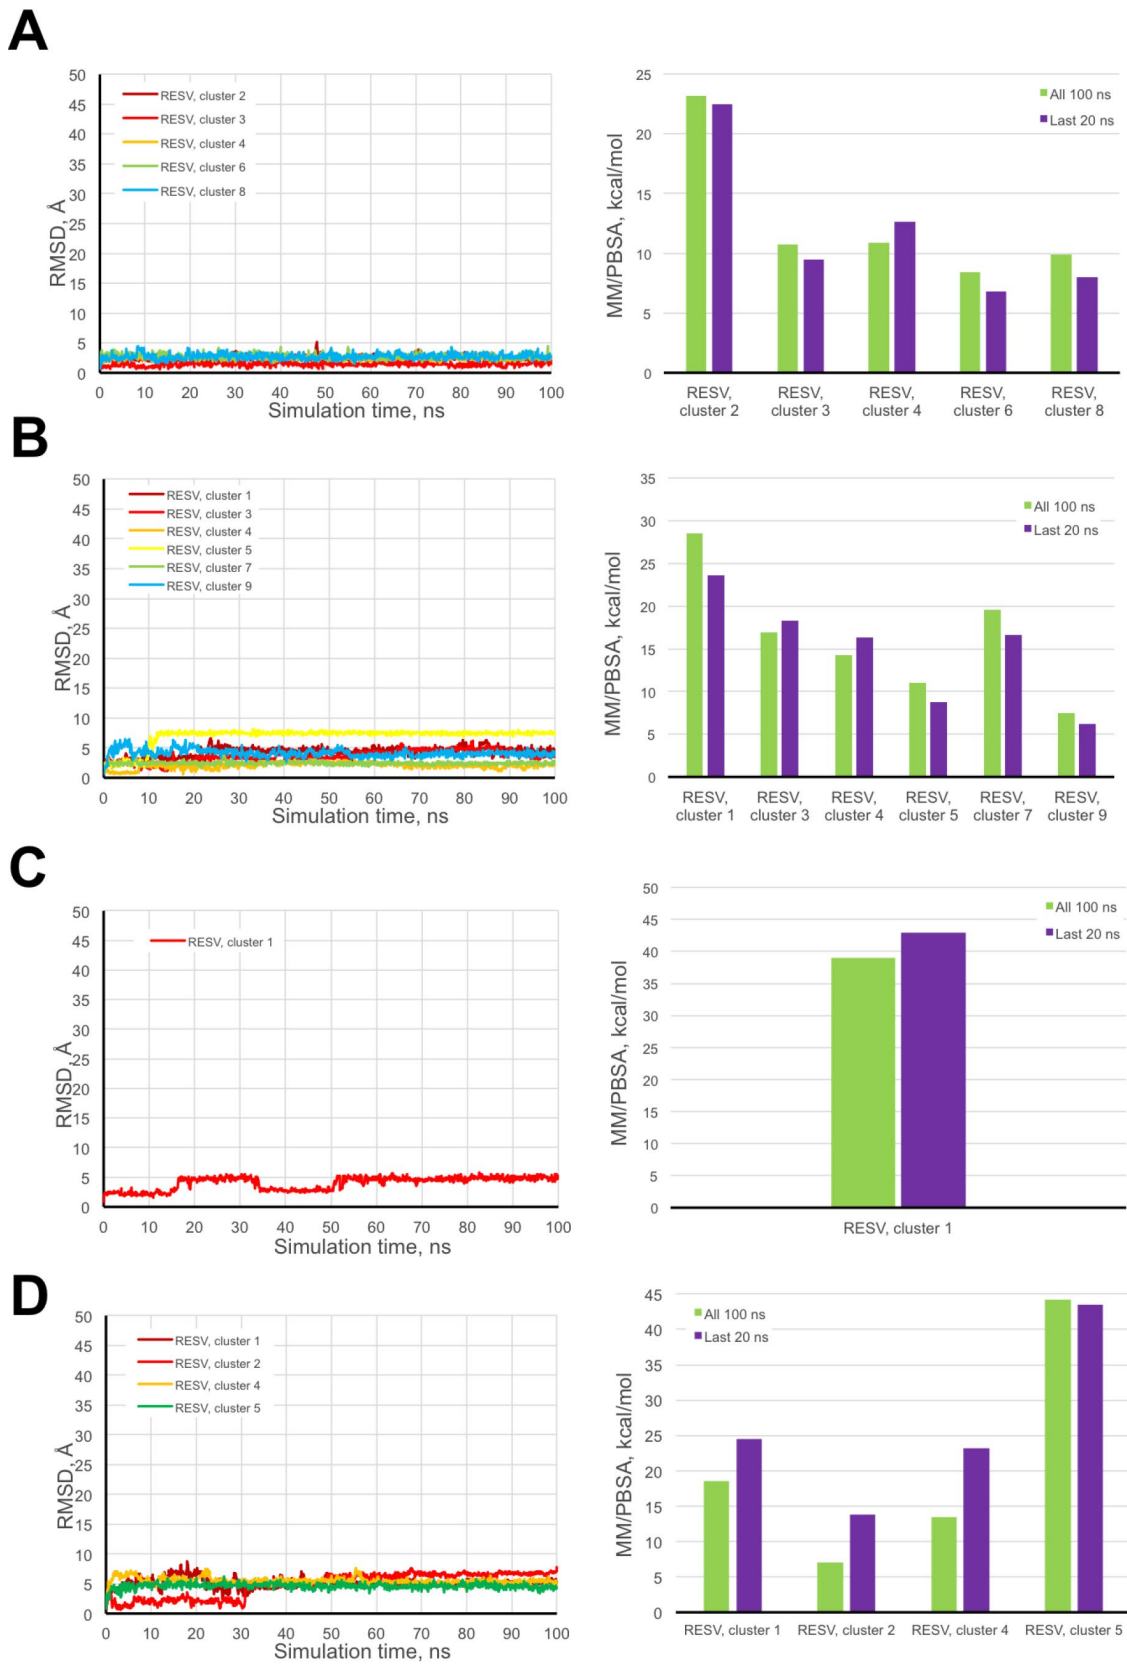 A
50
45
40
35
30
25
20
15
10
5
0
RMSD, Å
RESV, cluster 2
RESV, cluster 3
RESV, cluster 4
RESV, cluster 6
RESV, cluster 8
0 10 20 30 40 50 60 70 80 90 100
Simulation time, ns
25
20
15
10
5
0
MM/PBSA, kcal/mol
All 100 ns
Last 20 ns
RESV, RESV, RESV, RESV, RESV,
cluster 2 cluster 3 cluster 4 cluster 6 cluster 8
B
50
45
40
35
30
25
20
15
10
5
0
RMSD, Å
RESV, cluster 1
RESV, cluster 3
RESV, cluster 4
RESV, cluster 5
RESV, cluster 7
RESV, cluster 9
0 10 20 30 40 50 60 70 80 90 100
Simulation time, ns
35
30
25
20
15
10
5
0
MM/PBSA, kcal/mol
All 100 ns
Last 20 ns
RESV, RESV, RESV, RESV, RESV, RESV,
cluster 1 cluster 3 cluster 4 cluster 5 cluster 7 cluster 9
C
50
45
40
35
30
25
20
15
10
5
0
RMSD, Å
RESV, cluster 1
0 10 20 30 40 50 60 70 80 90 100
Simulation time, ns
50
45
40
35
30
25
20
15
10
5
0
MM/PBSA, kcal/mol
All 100 ns
Last 20 ns
RESV, cluster 1
D
50
45
40
35
30
25
20
15
10
5
0
RMSD, Å
RESV, cluster 1
RESV, cluster 2
RESV, cluster 4
RESV, cluster 5
0 10 20 30 40 50 60 70 80 90 100
Simulation time, ns
45
40
35
30
25
20
15
10
5
0
MM/PBSA, kcal/mol
All 100 ns
Last 20 ns
RESV, cluster 1 RESV, cluster 2 RESV, cluster 4 RESV, cluster 5